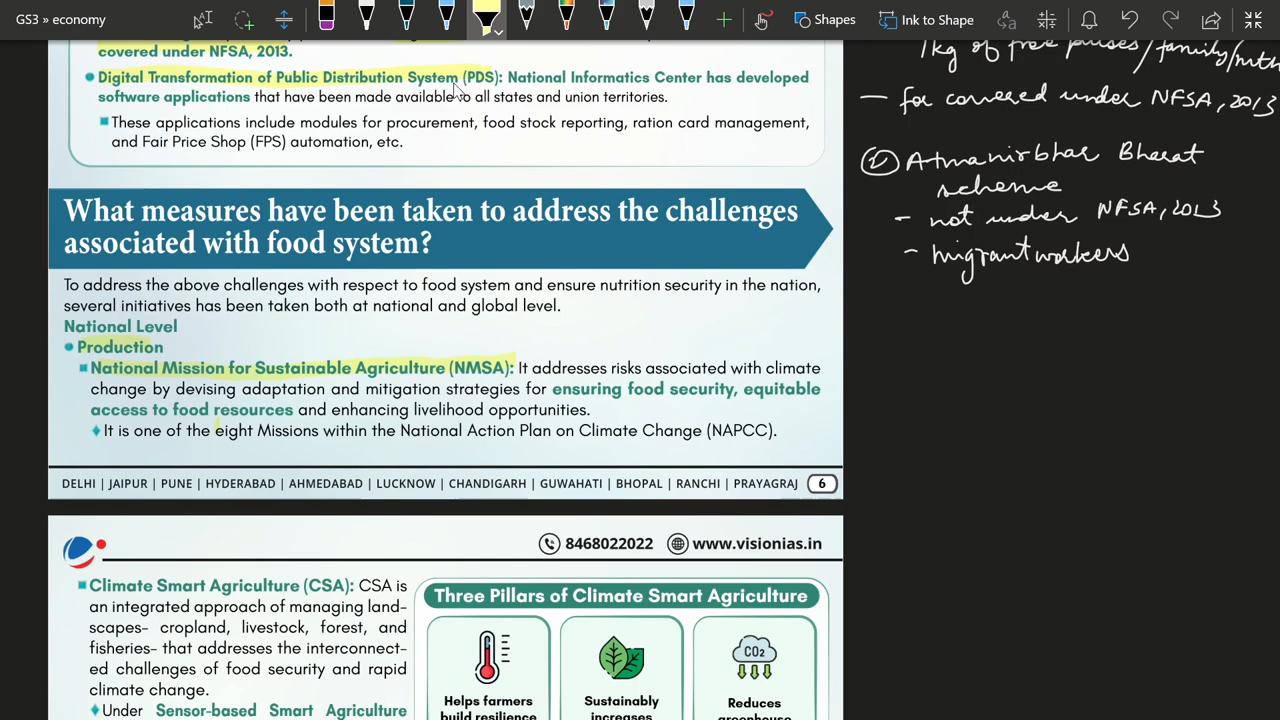 GS3 » economy
Shapes
Ink to Shape
covered under NFSA, 2013.
Digital Transformation of Public Distribution System (PDS): National Informatics Center has developed
software applications that have been made available to all states and union territories.
These applications include modules for procurement, food stock reporting, ration card management,
and Fair Price Shop (FPS) automation, etc.
What measures have been taken to address the challenges
associated with food system?
To address the above challenges with respect to food system and ensure nutrition security in the nation,
several initiatives has been taken both at national and global level.
National Level
Production
National Mission for Sustainable Agriculture (NMSA): It addresses risks associated with climate
change by devising adaptation and mitigation strategies for ensuring food security, equitable
access to food resources and enhancing livelihood opportunities.
It is one of the eight Missions within the National Action Plan on Climate Change (NAPCC).
DELHI | JAIPUR | PUNE | HYDERABAD | AHMEDABAD | LUCKNOW | CHANDIGARH | GUWAHATI | BHOPAL | RANCHI | PRAYAGRAJ 6
8468022022 www.visionias.in
Climate Smart Agriculture (CSA): CSA is
an integrated approach of managing land-
scapes- cropland, livestock, forest, and
fisheries- that addresses the interconnect-
ed challenges of food security and rapid
climate change.
Under Sensor-based Smart Agriculture
Three Pillars of Climate Smart Agriculture
Helps farmers
build resilience
Sustainably
increases
CO2
Reduces
greenhouse
1kg of free pulses/family/mth
— for covered under NFSA, 2013
② Atmanirbhar Bharat
scheme
- not under NFSA, 2013
- migrant workers